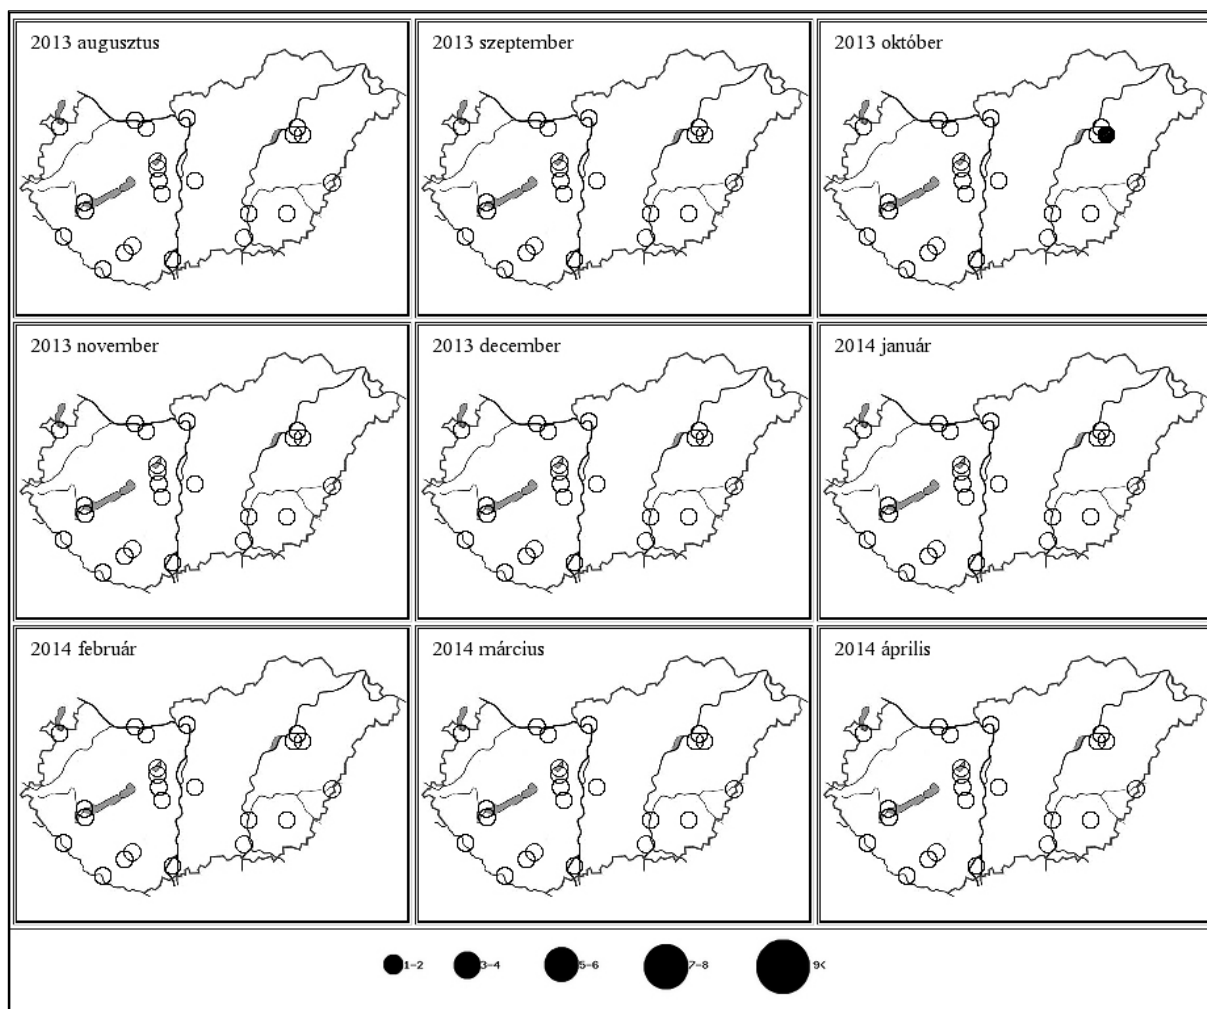 2013 augusztus
2013 szeptember
2013 október
2013 november
2013 december
2014 január
2014 február
2014 március
2014 április
1-2 3-4 5-6 7-8 9<